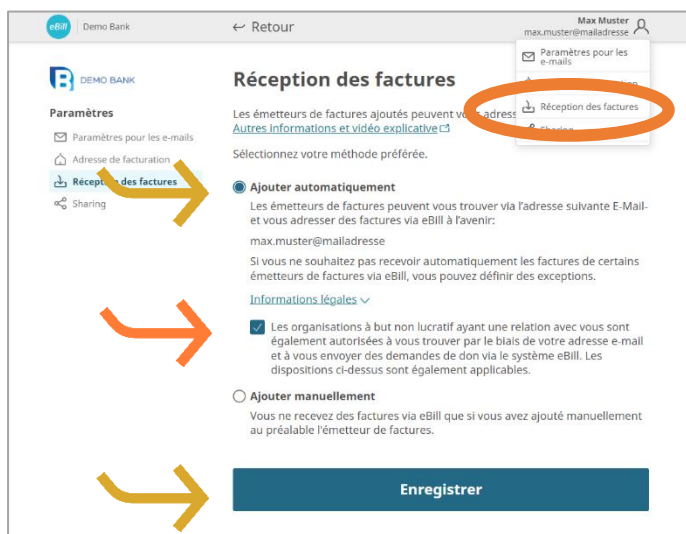 eBill Demo Bank
Retour
Max Muster
max.muster@mailadresse
Paramètres pour les
e-mails
Réception des factures
Sharing
DEMO BANK
Paramètres
Paramètres pour les e-mails
Adresse de facturation
Réception des factures
Sharing
Réception des factures
Les émetteurs de factures ajoutés peuvent vous
Autres informations et vidéo explicative
Sélectionnez votre méthode préférée.
Ajouter automatiquement
Les émetteurs de factures peuvent vous trouver via l'adresse suivante E-Mail-
et vous adresser des factures via eBill à l'avenir:
max.muster@mailadresse
Si vous ne souhaitez pas recevoir automatiquement les factures de certains
émetteurs de factures via eBill, vous pouvez définir des exceptions.
Informations légales
Les organisations à but non lucratif ayant une relation avec vous sont
également autorisées à vous trouver par le biais de votre adresse e-mail
et à vous envoyer des demandes de don via le système eBill. Les
dispositions ci-dessus sont également applicables.
Ajouter manuellement
Vous ne recevez des factures via eBill que si vous avez ajouté manuellement
au préalable l'émetteur de factures.
Enregistrer